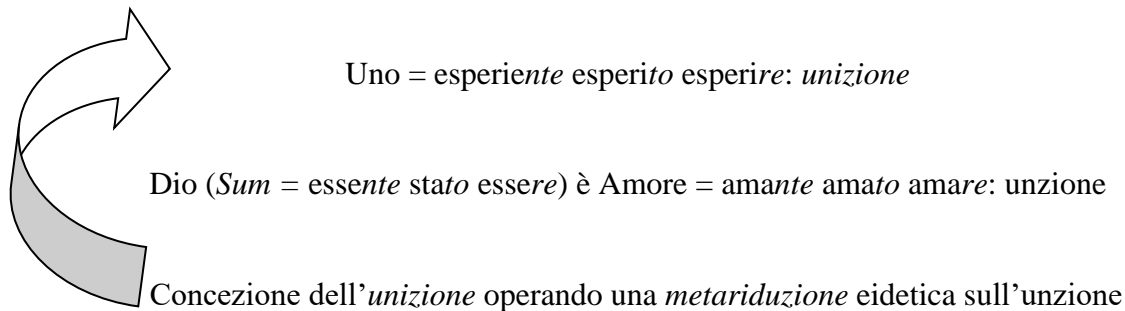 Uno = esperiente esperito esperire: unizione
Dio (Sum = essente stato essere) è Amore = amante amato amare: unzione
Concezione dell’unizione operando una metariduzione eidetica sull’unzione